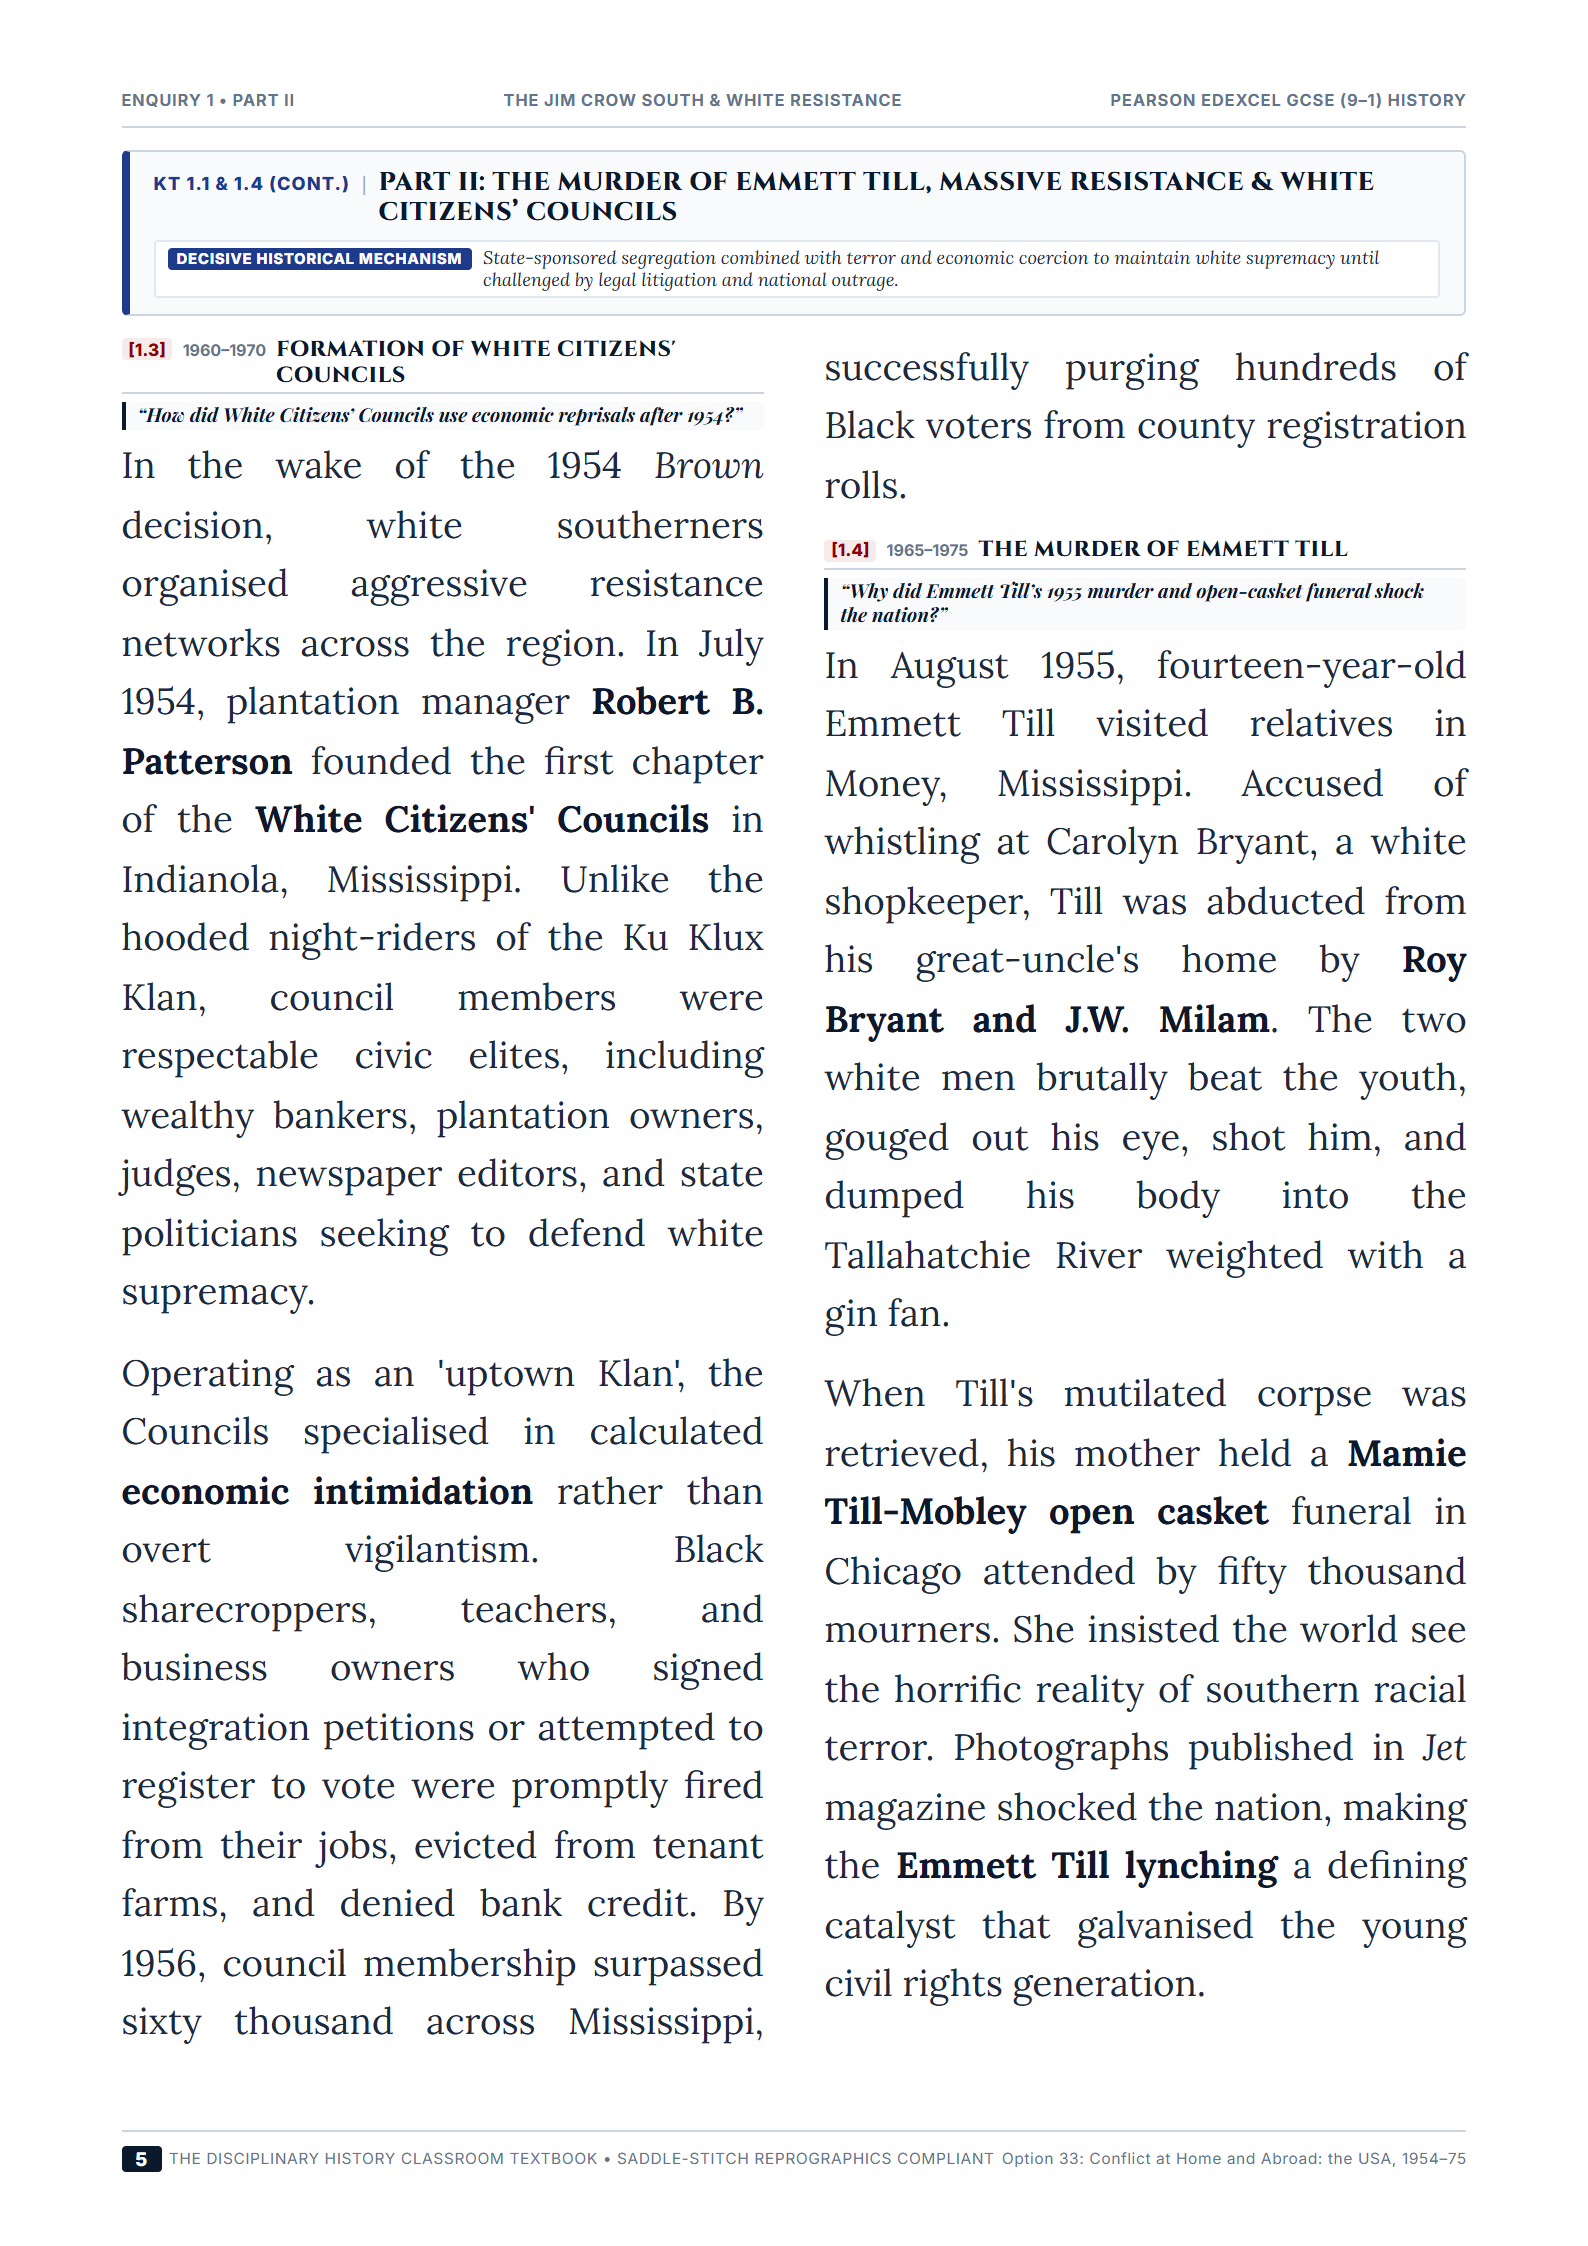 ENQUIRY 1 • PART II THE JIM CROW SOUTH & WHITE RESISTANCE PEARSON EDEXCEL GCSE (9–1) HISTORY
KT 1.1 & 1.4 (CONT.) | PART II: THE MURDER OF EMMETT TILL, MASSIVE RESISTANCE & WHITE
CITIZENS’ COUNCILS
DECISIVE HISTORICAL MECHANISM State-sponsored segregation combined with terror and economic coercion to maintain white supremacy until
challenged by legal litigation and national outrage.
[1.3] 1960–1970 FORMATION OF WHITE CITIZENS'
COUNCILS
“How did White Citizens’ Councils use economic reprisals after 1954?”
In the wake of the 1954 Brown
decision, white southerners
organised aggressive resistance
networks across the region. In July
1954, plantation manager Robert B.
Patterson founded the first chapter
of the White Citizens' Councils in
Indianola, Mississippi. Unlike the
hooded night-riders of the Ku Klux
Klan, council members were
respectable civic elites, including
wealthy bankers, plantation owners,
judges, newspaper editors, and state
politicians seeking to defend white
supremacy.
Operating as an 'uptown Klan', the
Councils specialised in calculated
economic intimidation rather than
overt vigilantism. Black
sharecroppers, teachers, and
business owners who signed
integration petitions or attempted to
register to vote were promptly fired
from their jobs, evicted from tenant
farms, and denied bank credit. By
1956, council membership surpassed
sixty thousand across Mississippi,
successfully purging hundreds of
Black voters from county registration
rolls.
[1.4] 1965–1975 THE MURDER OF EMMETT TILL
“Why did Emmett Till’s 1955 murder and open-casket funeral shock
the nation?”
In August 1955, fourteen-year-old
Emmett Till visited relatives in
Money, Mississippi. Accused of
whistling at Carolyn Bryant, a white
shopkeeper, Till was abducted from
his great-uncle's home by Roy
Bryant and J.W. Milam. The two
white men brutally beat the youth,
gouged out his eye, shot him, and
dumped his body into the
Tallahatchie River weighted with a
gin fan.
When Till's mutilated corpse was
retrieved, his mother held a Mamie
Till-Mobley open casket funeral in
Chicago attended by fifty thousand
mourners. She insisted the world see
the horrific reality of southern racial
terror. Photographs published in Jet
magazine shocked the nation, making
the Emmett Till lynching a defining
catalyst that galvanised the young
civil rights generation.
5 THE DISCIPLINARY HISTORY CLASSROOM TEXTBOOK • SADDLE-STITCH REPROGRAPHICS COMPLIANT Option 33: Conflict at Home and Abroad: the USA, 1954–75